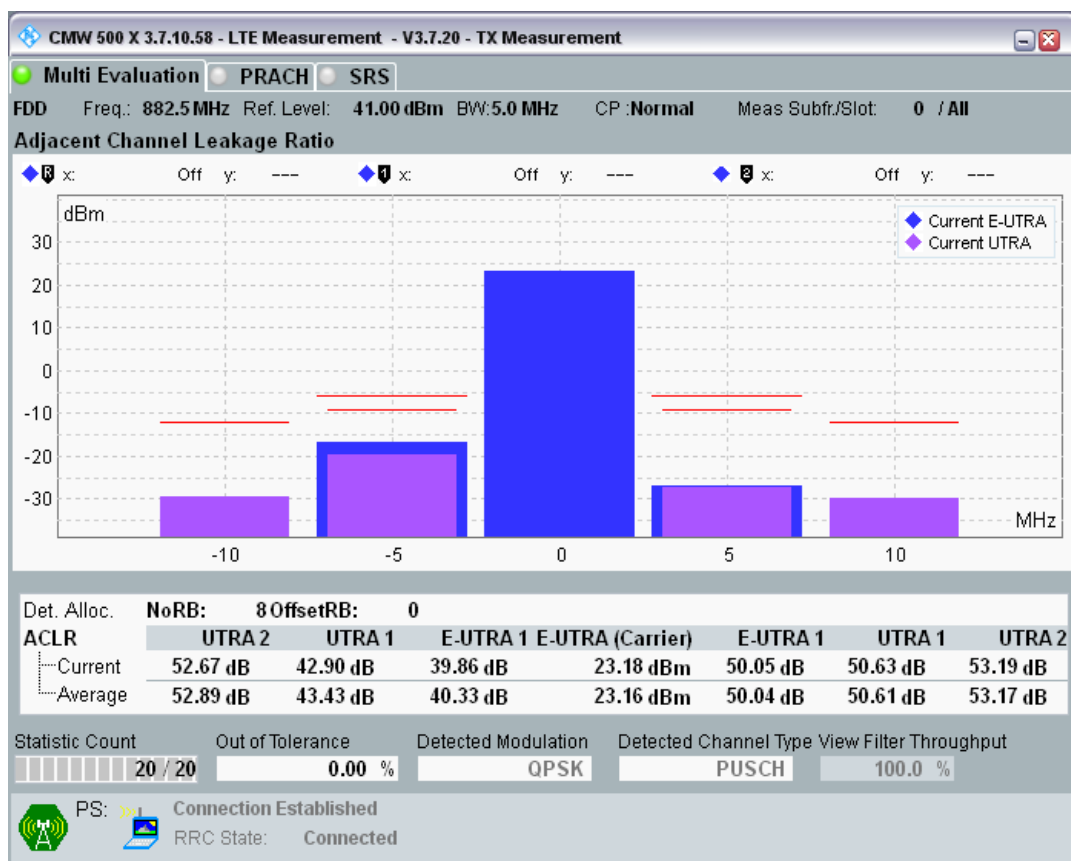 CMW 500 X 3.7.10.58 - LTE Measurement - V3.7.20 - TX Measurement
Multi Evaluation PRACH SRS
FDD Freq.: 882.5 MHz Ref. Level: 41.00 dBm BW:5.0 MHz CP :Normal Meas Subfr./Slot: 0 / All
Adjacent Channel Leakage Ratio
R x: Off y: --- 1 x: Off y: --- 2 x: Off y: ---
dBm
Current E-UTRA
Current UTRA
30
20
10
0
-10
-20
-30
MHz
-10 -5 0 5 10
Det. Alloc. NoRB: 8 OffsetRB: 0
ACLR UTRA 2 UTRA 1 E-UTRA 1 E-UTRA (Carrier) E-UTRA 1 UTRA 1 UTRA 2
Current 52.67 dB 42.90 dB 39.86 dB 23.18 dBm 50.05 dB 50.63 dB 53.19 dB
Average 52.89 dB 43.43 dB 40.33 dB 23.16 dBm 50.04 dB 50.61 dB 53.17 dB
Statistic Count Out of Tolerance Detected Modulation Detected Channel Type View Filter Throughput
20 / 20 0.00 % QPSK PUSCH 100.0 %
PS: Connection Established
RRC State: Connected